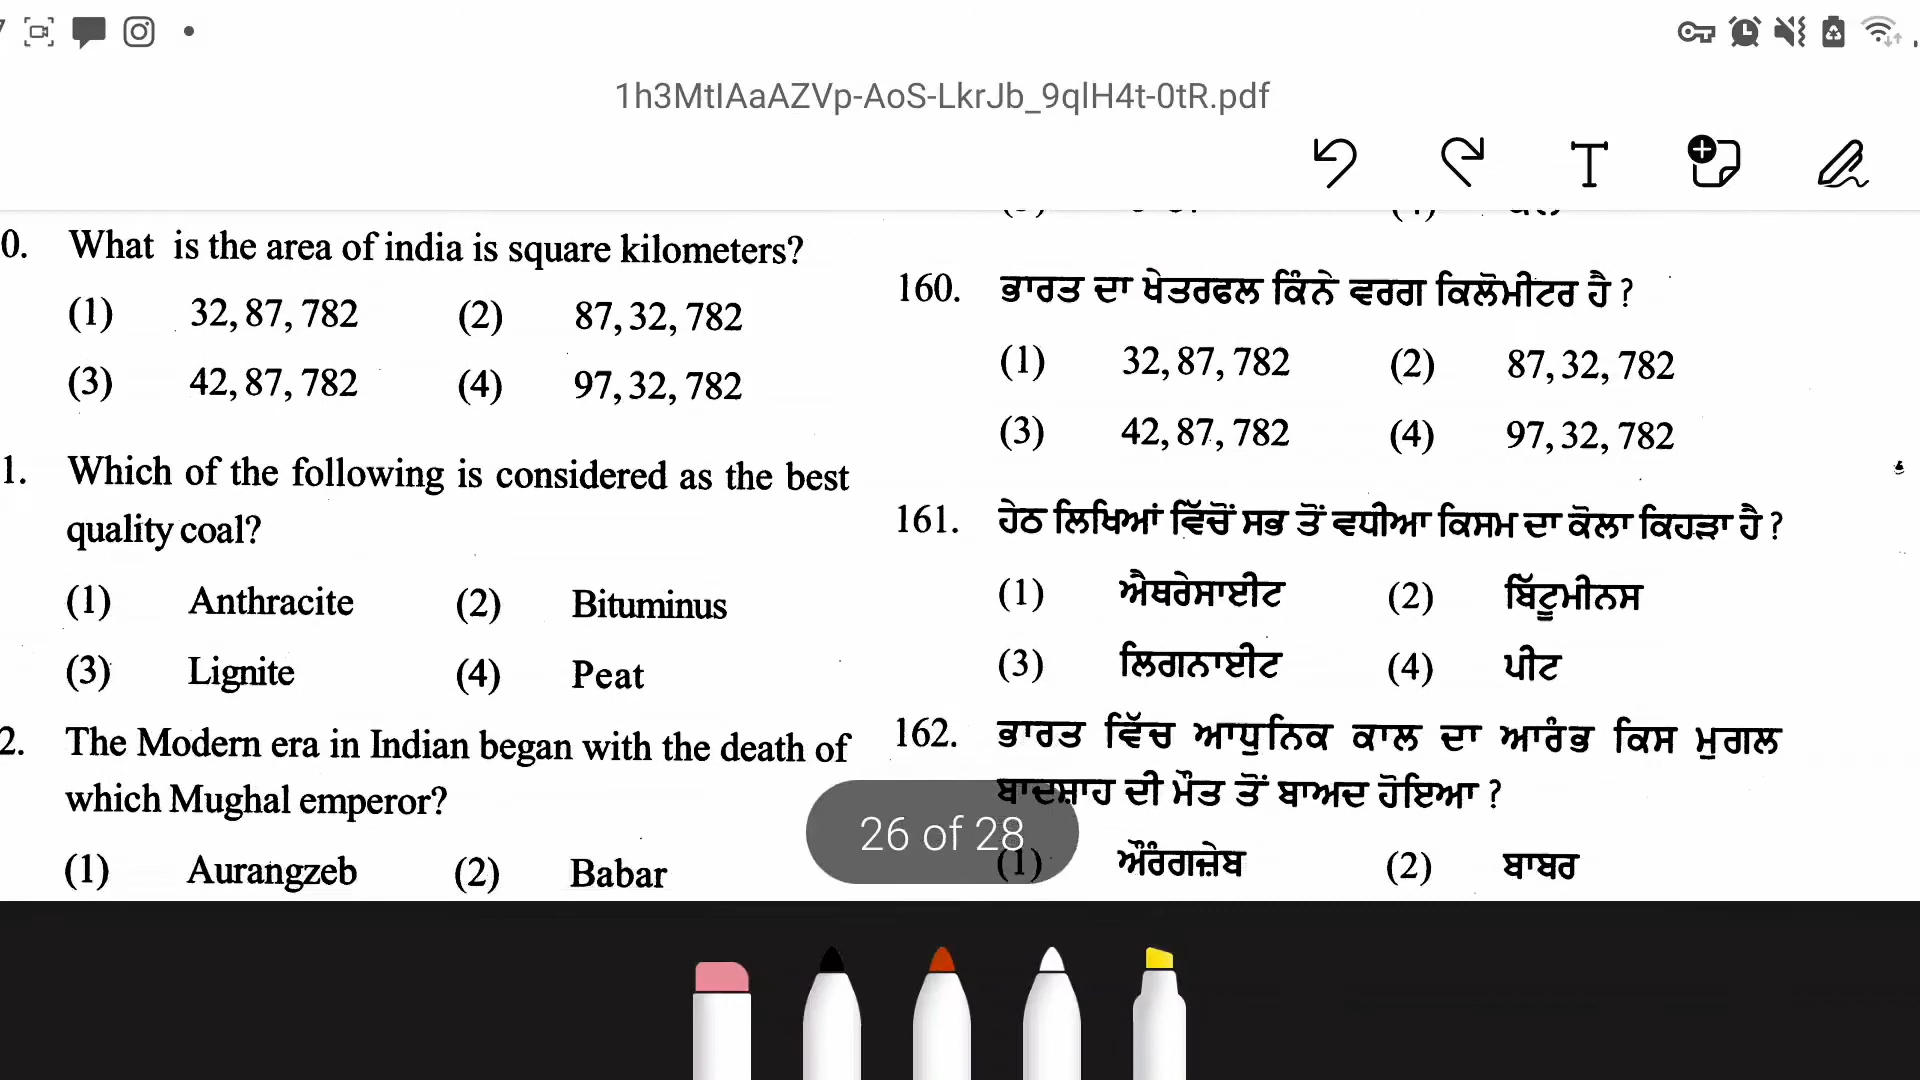 1h3MtIAaAZVp-AoS-LkrJb_9qlH4t-0tR.pdf
0. What is the area of india is square kilometers?
(1) 32, 87, 782 (2) 87, 32, 782
(3) 42, 87, 782 (4) 97, 32, 782
1. Which of the following is considered as the best
quality coal?
(1) Anthracite (2) Bituminus
(3) Lignite (4) Peat
2. The Modern era in Indian began with the death of
which Mughal emperor?
(1) Aurangzeb (2) Babar
160. ਭਾਰਤ ਦਾ ਖੇਤਰਫਲ ਕਿੰਨੇ ਵਰਗ ਕਿਲੋਮੀਟਰ ਹੈ ?
(1) 32, 87, 782 (2) 87, 32, 782
(3) 42, 87, 782 (4) 97, 32, 782
161. ਹੇਠ ਲਿਖਿਆਂ ਵਿੱਚੋਂ ਸਭ ਤੋਂ ਵਧੀਆ ਕਿਸਮ ਦਾ ਕੋਲਾ ਕਿਹੜਾ ਹੈ ?
(1) ਐਥਰੇਸਾਈਟ (2) ਬਿੱਟੂਮੀਨਸ
(3) ਲਿਗਨਾਈਟ (4) ਪੀਟ
162. ਭਾਰਤ ਵਿੱਚ ਆਧੁਨਿਕ ਕਾਲ ਦਾ ਆਰੰਭ ਕਿਸ ਮੁਗਲ
ਬਾਦਸ਼ਾਹ ਦੀ ਮੌਤ ਤੋਂ ਬਾਅਦ ਹੋਇਆ ?
(1) ਔਰੰਗਜ਼ੇਬ (2) ਬਾਬਰ
26 of 28